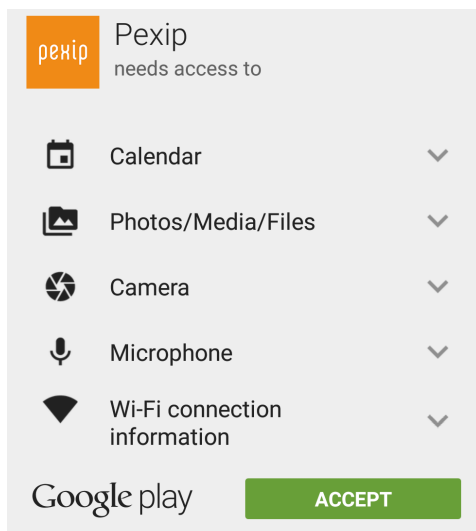 pexip
Pexip
needs access to
Calendar
Photos/Media/Files
Camera
Microphone
Wi-Fi connection
information
Google play
ACCEPT